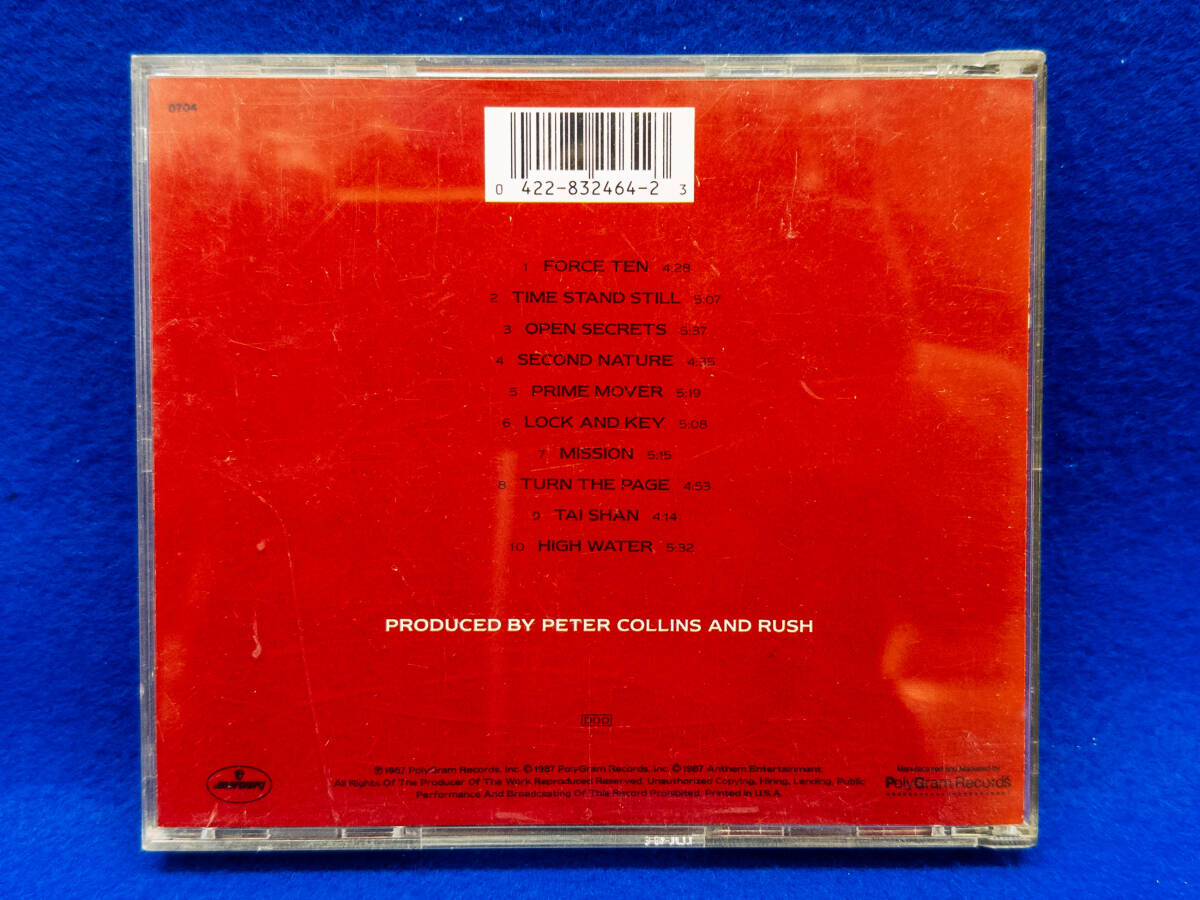 0704
0 422-832464-2 3
1 FORCE TEN 4:28
2 TIME STAND STILL 5:07
3 OPEN SECRETS 5:37
4 SECOND NATURE 4:35
5 PRIME MOVER 5:19
6 LOCK AND KEY 5:08
7 MISSION 5:15
8 TURN THE PAGE 4:53
9 TAI SHAN 4:14
10 HIGH WATER 5:32
PRODUCED BY PETER COLLINS AND RUSH
DDD
℗ 1987 PolyGram Records, Inc. © 1987 PolyGram Records, Inc. © 1987 Anthem Entertainment.
All Rights Of The Producer Of The Work Reproduced Reserved. Unauthorized Copying, Hiring, Lending, Public
Performance And Broadcasting Of This Record Prohibited. Printed in U.S.A.
mercury
Manufactured and Marketed by
PolyGram Records